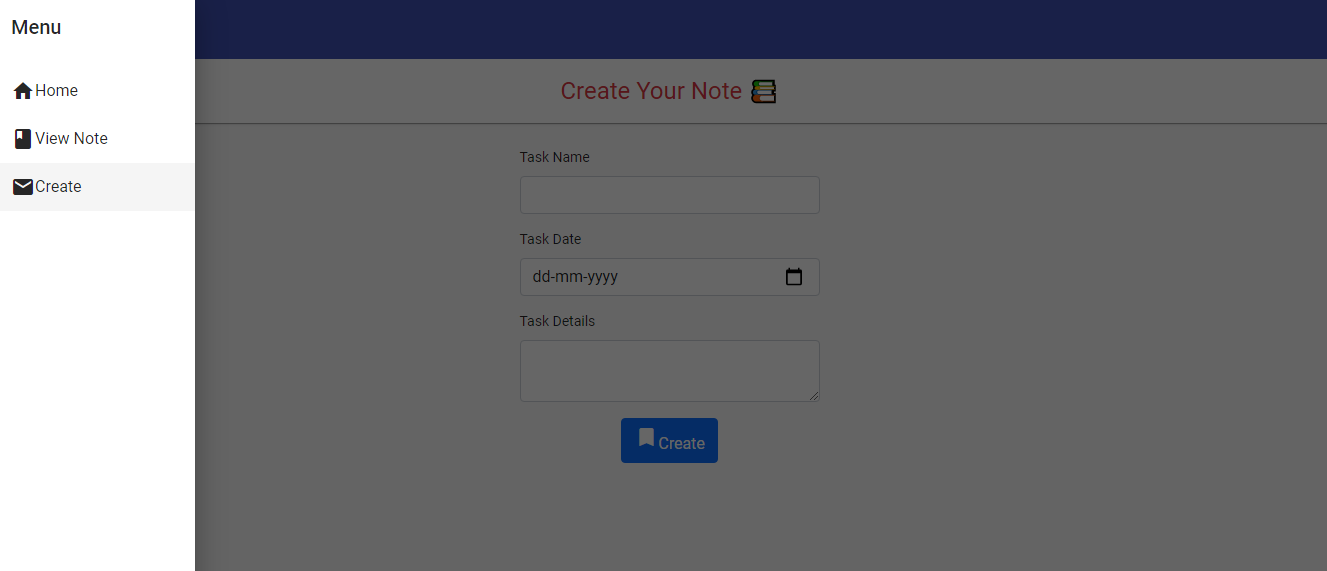 Menu
Home
View Note
Create
Create Your Note
Task Name
Task Date
dd-mm-yyyy
Task Details
Create